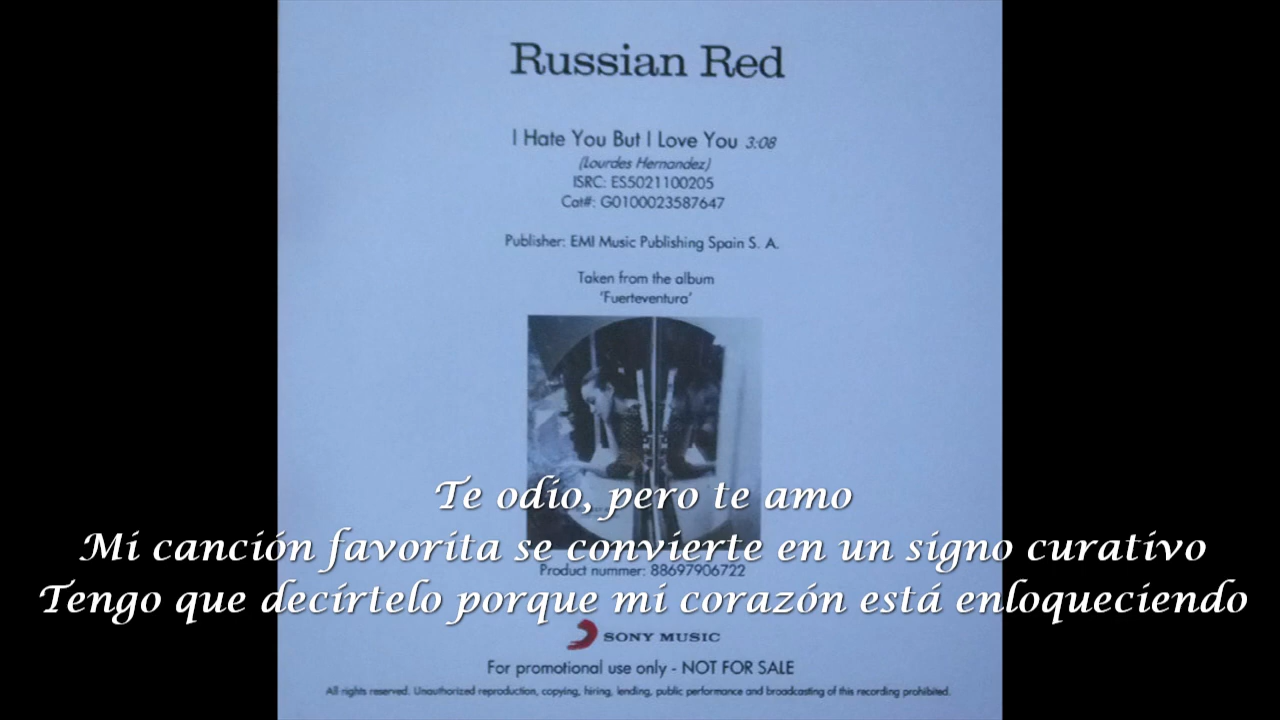 Russian Red
I Hate You But I Love You 3:08
(Lourdes Hernandez)
ISRC: ES5021100205
Cat#: G0100023587647
Publisher: EMI Music Publishing Spain S. A.
Taken from the album
'Fuerteventura'
Te odio, pero te amo
Mi canción favorita se convierte en un signo curativo
Product nummer: 88697906722
Tengo que decírtelo porque mi corazón está enloqueciendo
SONY MUSIC
For promotional use only - NOT FOR SALE
All rights reserved. Unauthorized reproduction, copying, hiring, lending, public performance and broadcasting of this recording prohibited.